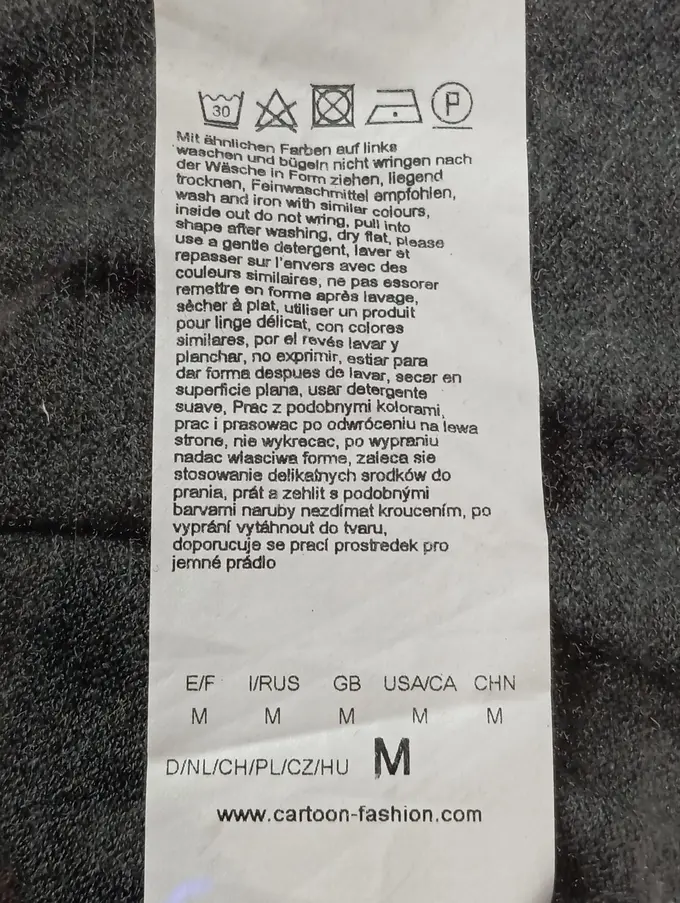 30 P
Mit ähnlichen Farben auf links
waschen und bügeln nicht wringen nach
der Wäsche in Form ziehen, liegend
trocknen, Feinwaschmittel empfohlen,
wash and iron with similar colours,
inside out do not wring, pull into
shape after washing, dry flat, please
use a gentle detergent, laver et
repasser sur l'envers avec des
couleurs similaires, ne pas essorer
remettre en forme après lavage,
sêcher à plat, utiliser un produit
pour linge délicat, con colores
similares, por el revés lavar y
planchar, no exprimir, estiar para
dar forma despues de lavar, secar en
superficie plana, usar detergente
suave, Prac z podobnymi kolorami,
prac i prasowac po odwróceniu na lewa
strone, nie wykrecac, po wypraniu
nadac wlasciwa forme, zaleca sie
stosowanie delikatnych srodków do
prania, prát a zehlit s podobnými
barvami naruby nezdímat kroucením, po
vyprání vytáhnout do tvaru,
doporucuje se prací prostredek pro
jemné prádlo
E/F I/RUS GB USA/CA CHN
M M M M M
D/NL/CH/PL/CZ/HU M
www.cartoon-fashion.com